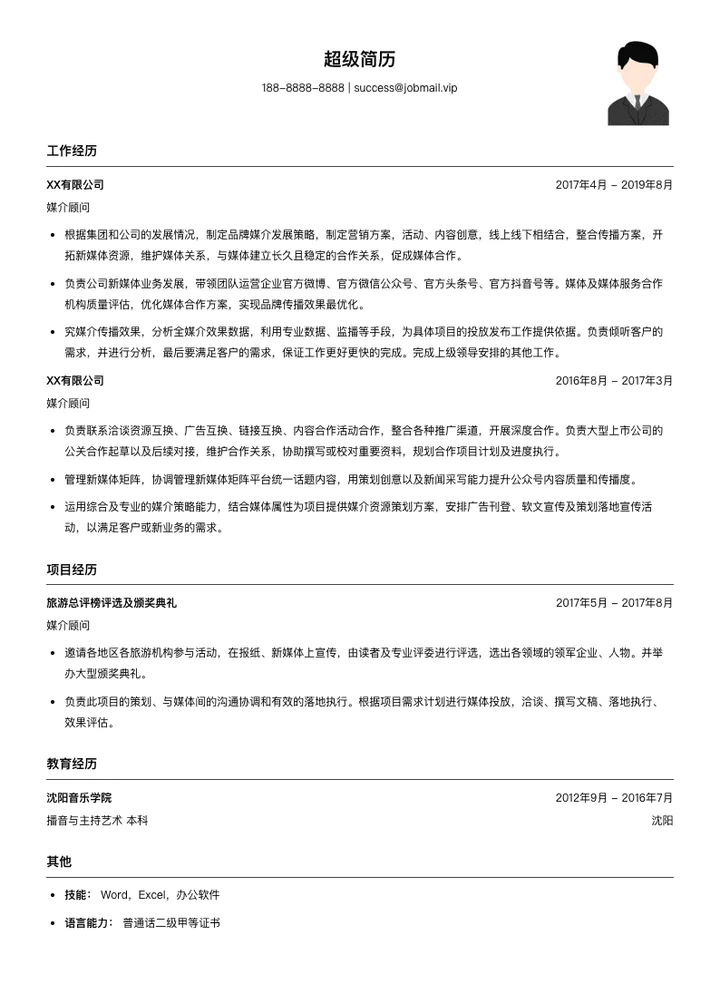 超级简历
188-8888-8888 | success@jobmail.vip
工作经历
XX有限公司 2017年4月 – 2019年8月
媒介顾问
• 根据集团和公司的发展情况，制定品牌媒介发展策略，制定营销方案，活动、内容创意，线上线下相结合，整合传播方案，开
拓新媒体资源，维护媒体关系，与媒体建立长久且稳定的合作关系，促成媒体合作。
• 负责公司新媒体业务发展，带领团队运营企业官方微博、官方微信公众号、官方头条号、官方抖音号等。媒体及媒体服务合作
机构质量评估，优化媒体合作方案，实现品牌传播效果最优化。
• 究媒介传播效果，分析全媒介效果数据，利用专业数据、监播等手段，为具体项目的投放发布工作提供依据。负责倾听客户的
需求，并进行分析，最后要满足客户的需求，保证工作更好更快的完成。完成上级领导安排的其他工作。
XX有限公司 2016年8月 – 2017年3月
媒介顾问
• 负责联系洽谈资源互换、广告互换、链接互换、内容合作活动合作，整合各种推广渠道，开展深度合作。负责大型上市公司的
公关合作起草以及后续对接，维护合作关系，协助撰写或校对重要资料，规划合作项目计划及进度执行。
• 管理新媒体矩阵，协调管理新媒体矩阵平台统一话题内容，用策划创意以及新闻采写能力提升公众号内容质量和传播度。
• 运用综合及专业的媒介策略能力，结合媒体属性为项目提供媒介资源策划方案，安排广告刊登、软文宣传及策划落地宣传活
动，以满足客户或新业务的需求。
项目经历
旅游总评榜评选及颁奖典礼 2017年5月 – 2017年8月
媒介顾问
• 邀请各地区各旅游机构参与活动，在报纸、新媒体上宣传，由读者及专业评委进行评选，选出各领域的领军企业、人物。并举
办大型颁奖典礼。
• 负责此项目的策划、与媒体间的沟通协调和有效的落地执行。根据项目需求计划进行媒体投放，洽谈、撰写文稿、落地执行、
效果评估。
教育经历
沈阳音乐学院 2012年9月 – 2016年7月
播音与主持艺术 本科 沈阳
其他
• 技能： Word，Excel，办公软件
• 语言能力： 普通话二级甲等证书